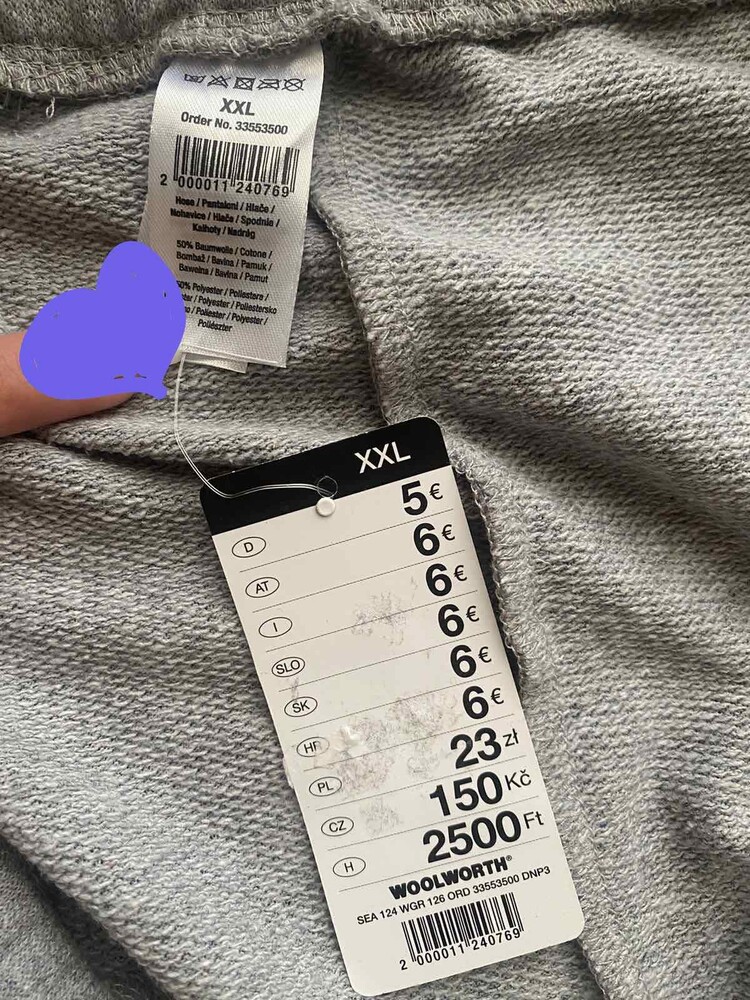 XXL
Order No. 33553500
2 000011 240769
Hose / Pantaloni / Hlače /
Nohavice / Hlače / Spodnie /
Kalhoty / Nadrág
50% Baumwolle / Cotone /
Bombaž / Bavlna / Pamuk /
Bawełna / Bavlna / Pamut
50% Polyester / Poliestere /
/ Polyester / Poliestersko
/ Poliester / Polyester /
Poliészter
XXL
D 5€
AT 6€
I 6€
SLO 6€
SK 6€
HR 6€
PL 23zł
CZ 150Kč
H 2500Ft
WOOLWORTH®
SEA 124 WGR 126 ORD 33553500 DNP3
2 000011 240769